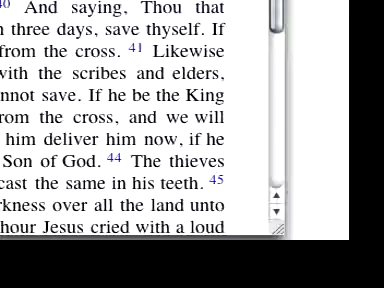 40 And saying, Thou that
three days, save thyself. If
from the cross. 41 Likewise
with the scribes and elders,
not save. If he be the King
from the cross, and we will
him deliver him now, if he
Son of God. 44 The thieves
cast the same in his teeth. 45
over all the land unto
hour Jesus cried with a loud